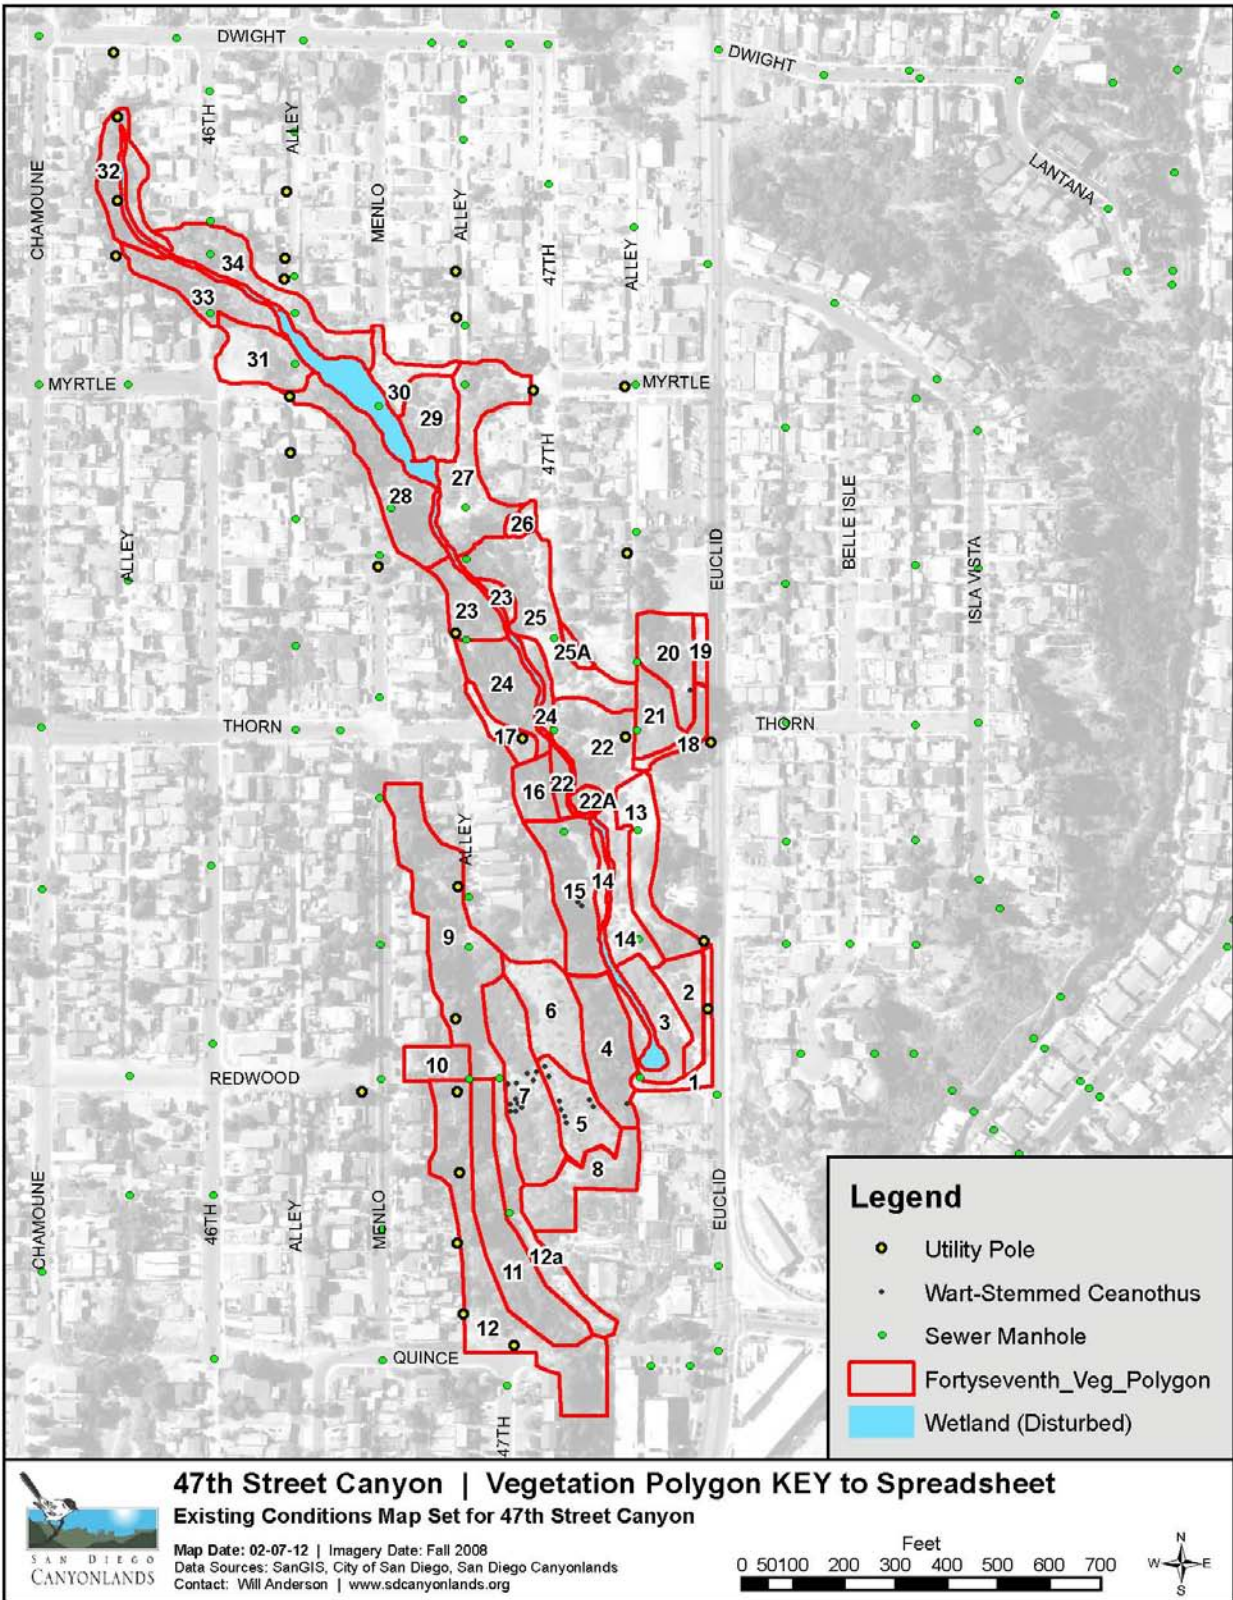 DWIGHT
DWIGHT
46TH
ALLEY
LANTANA
CHAMOUNE
32
MENLO
ALLEY
47TH
ALLEY
34
33
31
MYRTLE
30
MYRTLE
29
47TH
27
28
26
ALLEY
EUCLID
BELLE ISLE
ISLA VISTA
23
23
25
25A
20
19
24
24
21
THORN
THORN
17
22
18
16
22
22A
13
ALLEY
15
14
9
14
2
6
3
4
10
REDWOOD
1
7
5
8
CHAMOUNE
46TH
ALLEY
MENLO
EUCLID
12a
11
12
QUINCE
47TH
Legend
Utility Pole
Wart-Stemmed Ceanothus
Sewer Manhole
Fortyseventh_Veg_Polygon
Wetland (Disturbed)
47th Street Canyon | Vegetation Polygon KEY to Spreadsheet
Existing Conditions Map Set for 47th Street Canyon
Map Date: 02-07-12 | Imagery Date: Fall 2008
Data Sources: SanGIS, City of San Diego, San Diego Canyonlands
Contact: Will Anderson | www.sdcanyonlands.org
SAN DIEGO
CANYONLANDS
Feet
0 50 100 200 300 400 500 600 700
N
W E
S